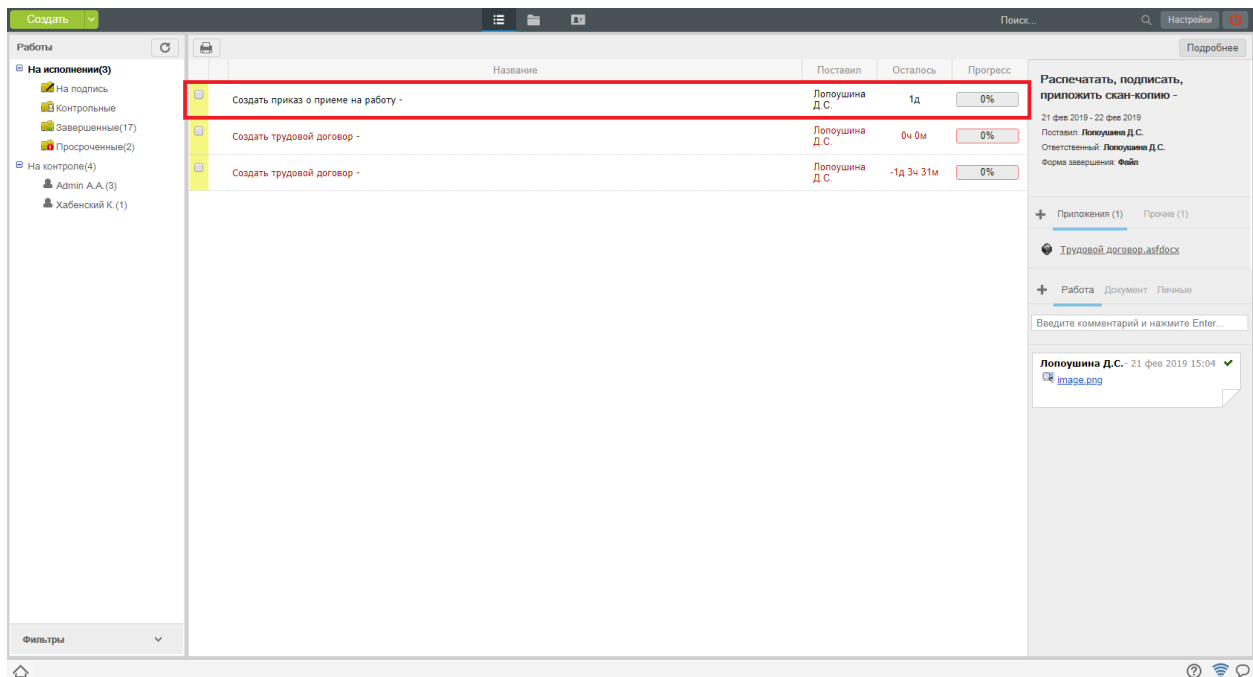 Создать
Поиск...
Настройки
Работы
Подробнее
На исполнении(3)
На подпись
Контрольные
Завершенные(17)
Просроченные(2)
На контроле(4)
Admin A.A.(3)
Хабенский К.(1)
Фильтры
Название Поставил Осталось Прогресс
Создать приказ о приеме на работу - Лопоушина Д.С. 1д 0%
Создать трудовой договор - Лопоушина Д.С. 0ч 0м 0%
Создать трудовой договор - Лопоушина Д.С. -1д 3ч 31м 0%
Распечатать, подписать,
приложить скан-копию -
21 фев 2019 - 22 фев 2019
Поставил: Лопоушина Д.С.
Ответственный: Лопоушина Д.С.
Форма завершения: Файл
Приложения (1) Прочие (1)
Трудовой договор.asfdocx
Работа Документ Личные
Введите комментарий и нажмите Enter...
Лопоушина Д.С.- 21 фев 2019 15:04
image.png